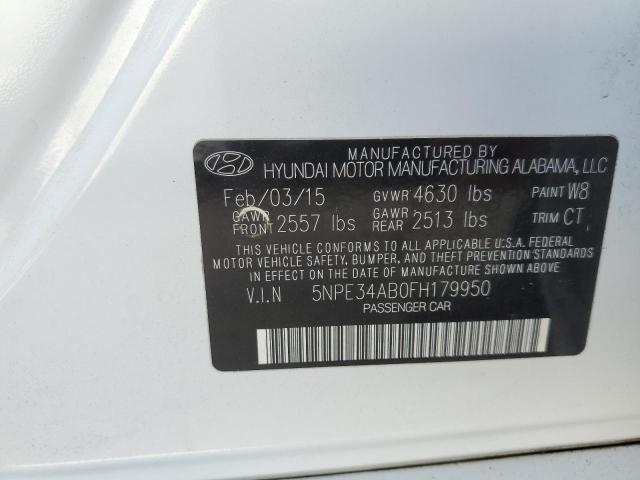 MANUFACTURED BY
HYUNDAI MOTOR MANUFACTURING ALABAMA, LLC
Feb/03/15 GVWR 4630 lbs PAINT W8
GAWR FRONT 2557 lbs GAWR REAR 2513 lbs TRIM CT
THIS VEHICLE CONFORMS TO ALL APPLICABLE U.S.A. FEDERAL
MOTOR VEHICLE SAFETY, BUMPER, AND THEFT PREVENTION STANDARDS
IN EFFECT ON THE DATE OF MANUFACTURE SHOWN ABOVE
V.I.N 5NPE34AB0FH179950
PASSENGER CAR